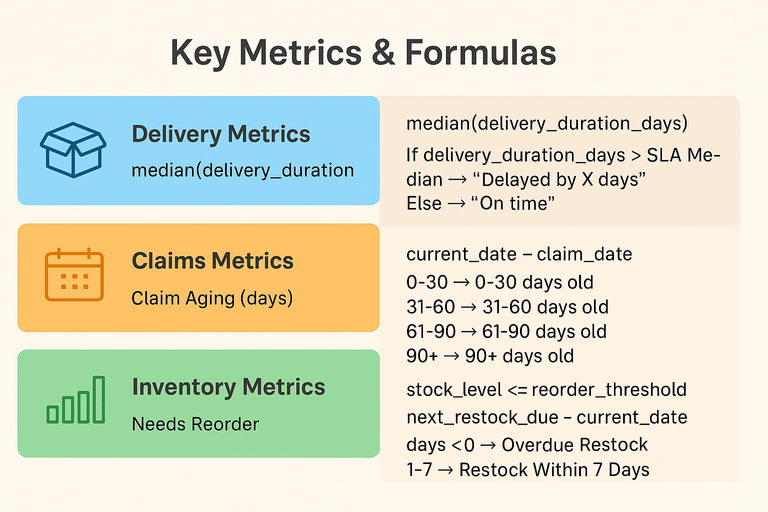 Key Metrics & Formulas
Delivery Metrics
median(delivery_duration
median(delivery_duration_days)
If delivery_duration_days > SLA Me-
dian → “Delayed by X days”
Else → “On time”
Claims Metrics
Claim Aging (days)
current_date – claim_date
0-30 → 0-30 days old
31-60 → 31-60 days old
61-90 → 61-90 days old
90+ → 90+ days old
Inventory Metrics
Needs Reorder
stock_level <= reorder_threshold
next_restock_due – current_date
days <0 → Overdue Restock
1-7 → Restock Within 7 Days